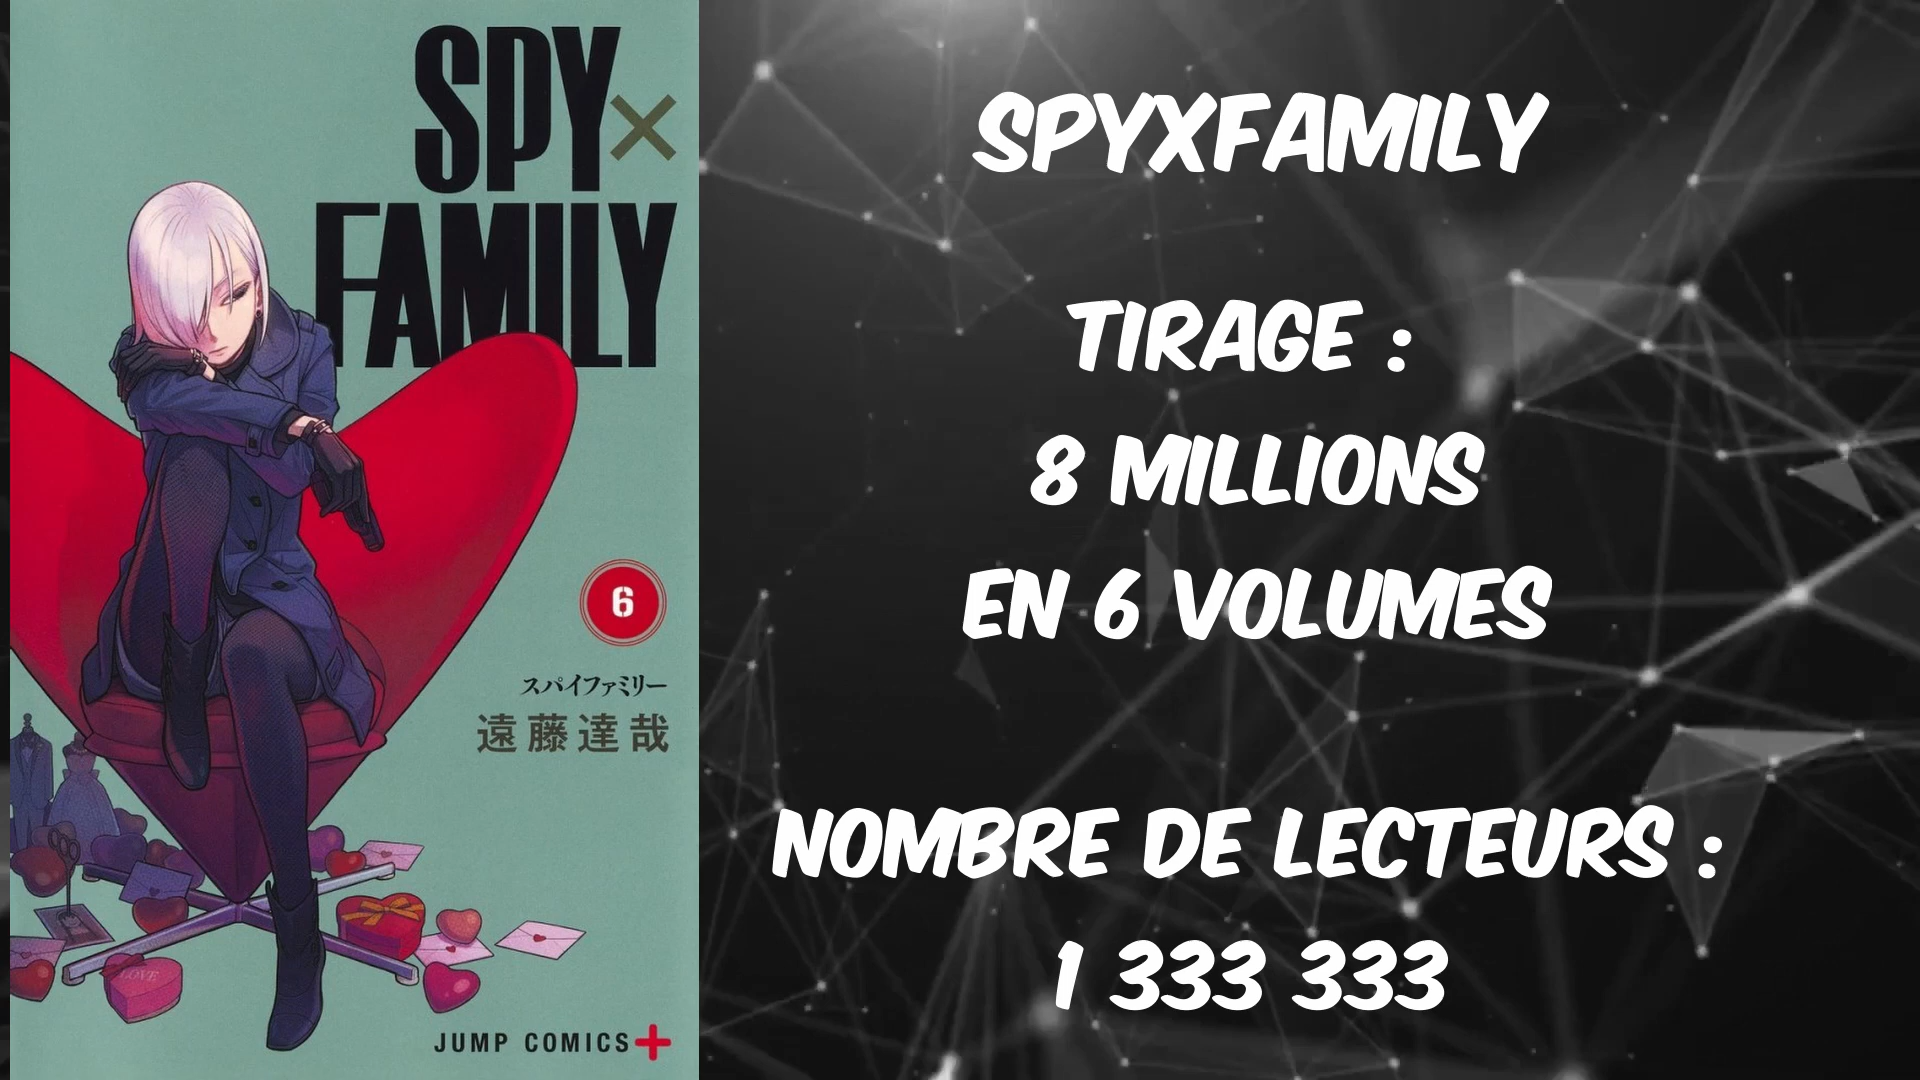 SPY×
FAMILY
6
スパイファミリー
遠藤達哉
LOVE
JUMP COMICS+
SPYXFAMILY
TIRAGE :
8 MILLIONS
EN 6 VOLUMES
NOMBRE DE LECTEURS :
1 333 333